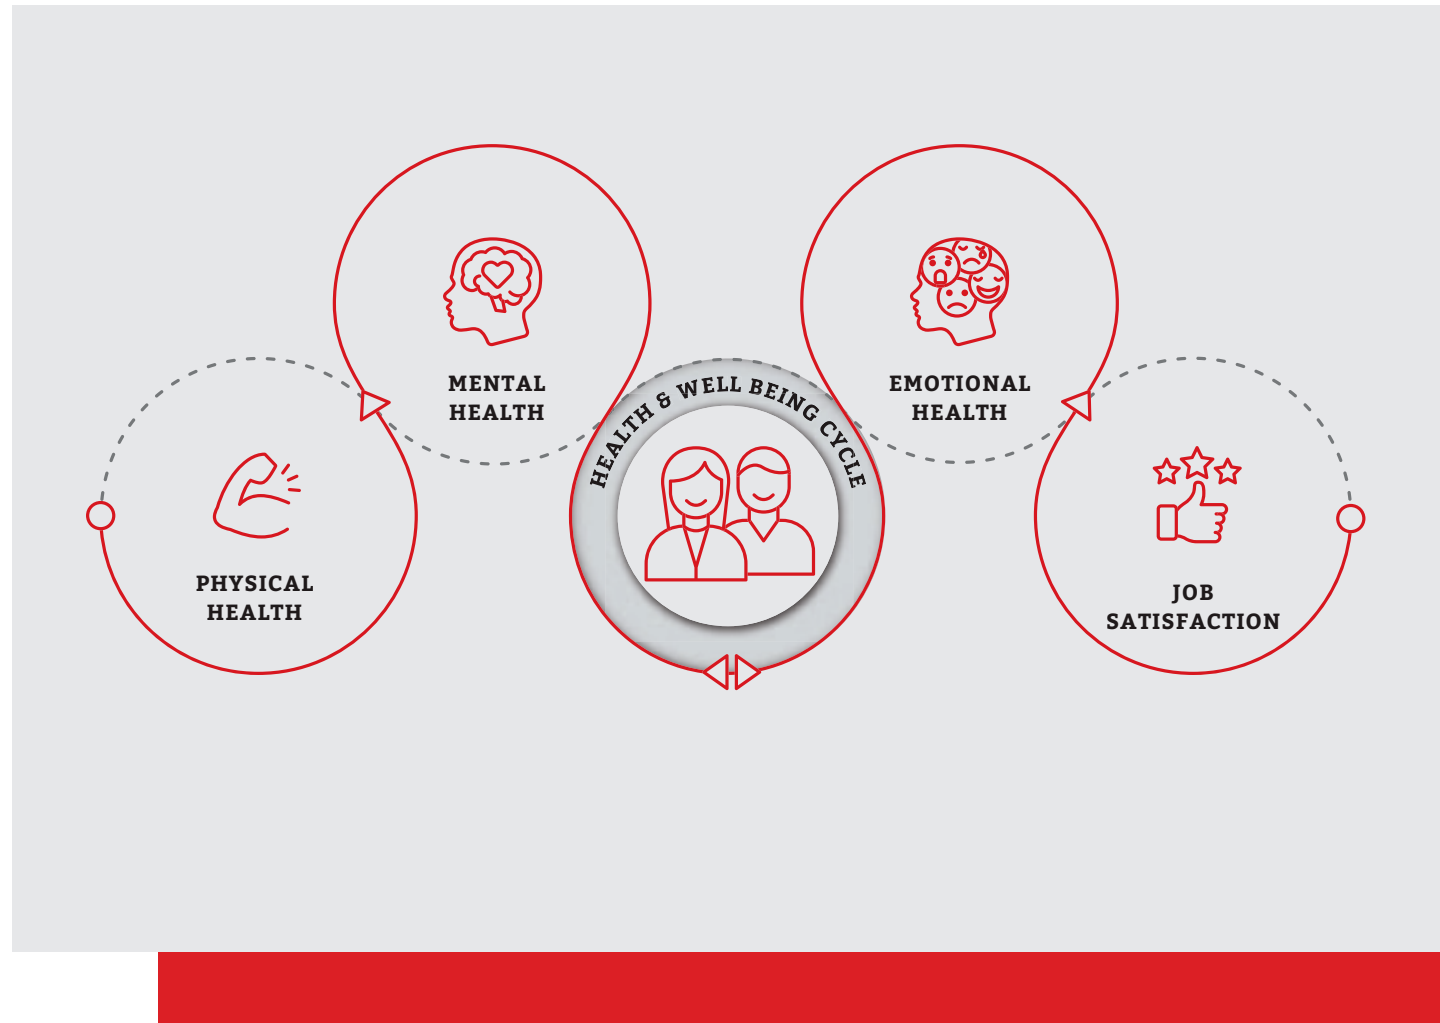 MENTAL
HEALTH
EMOTIONAL
HEALTH
HEALTH & WELL BEING CYCLE
PHYSICAL
HEALTH
JOB
SATISFACTION